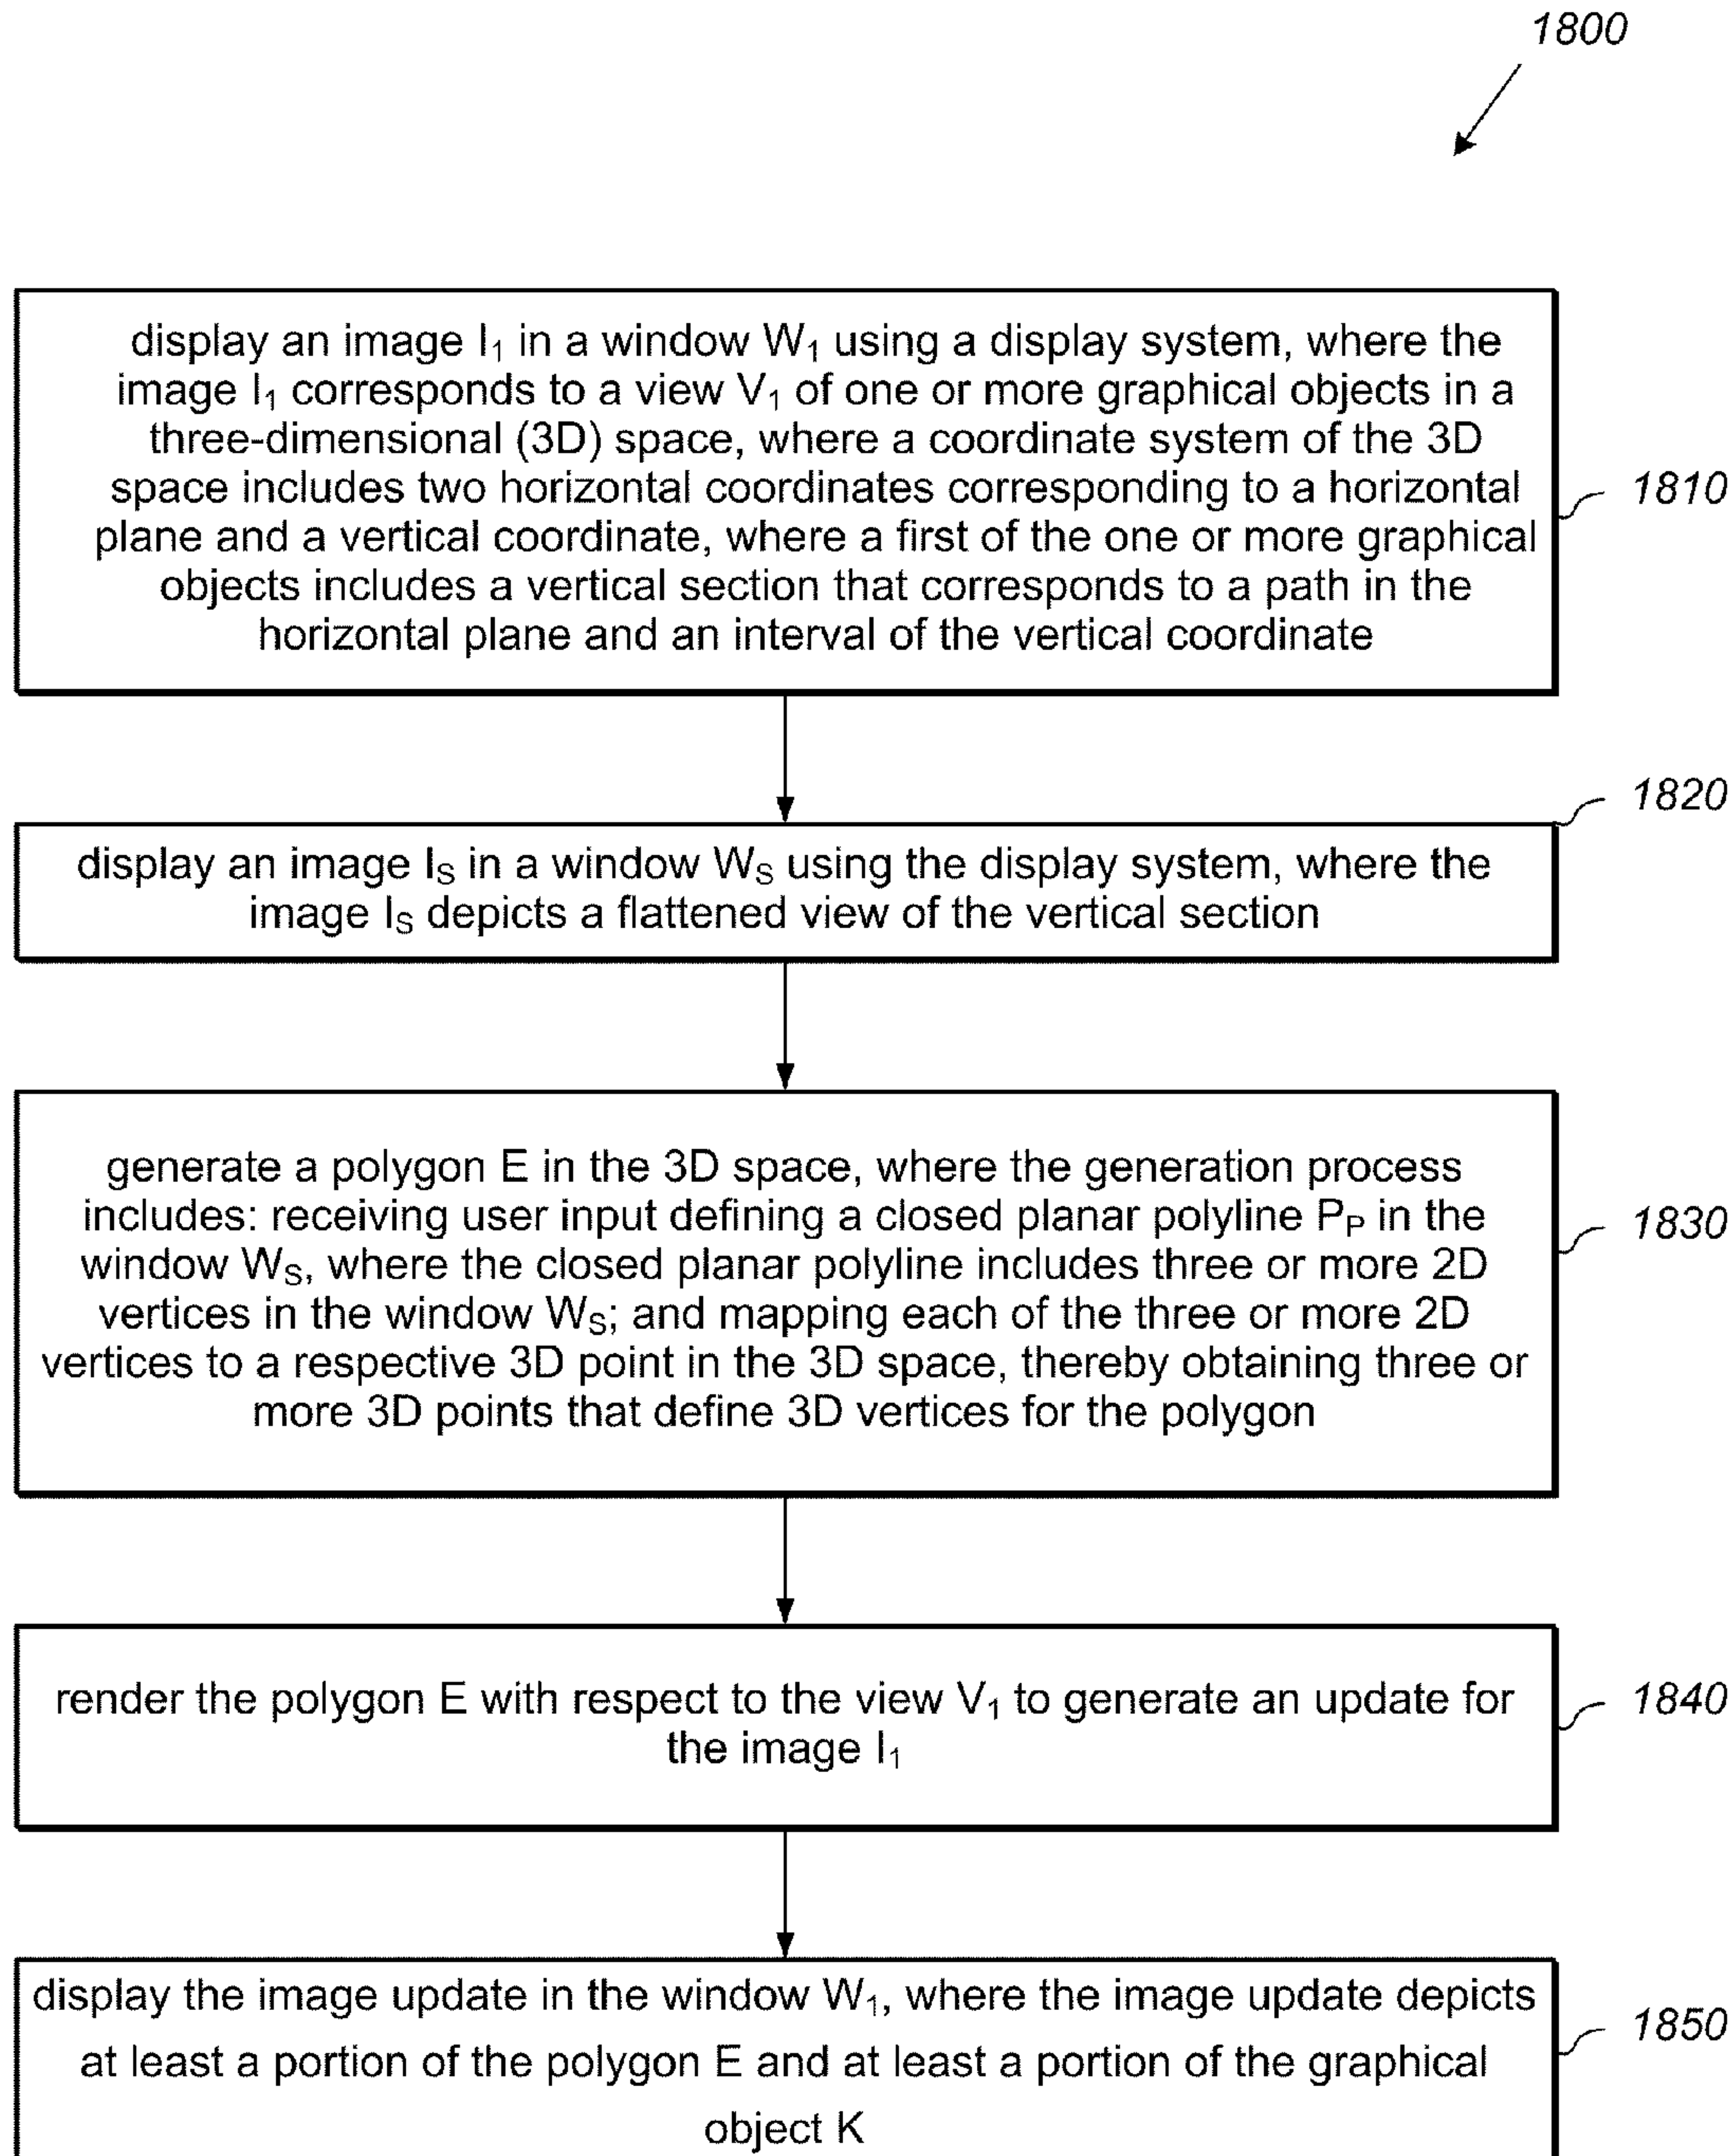 1800
display an image I₁ in a window W₁ using a display system, where the
image I₁ corresponds to a view V₁ of one or more graphical objects in a
three-dimensional (3D) space, where a coordinate system of the 3D
space includes two horizontal coordinates corresponding to a horizontal
plane and a vertical coordinate, where a first of the one or more graphical
objects includes a vertical section that corresponds to a path in the
horizontal plane and an interval of the vertical coordinate
1810
1820
display an image Iₛ in a window Wₛ using the display system, where the
image Iₛ depicts a flattened view of the vertical section
generate a polygon E in the 3D space, where the generation process
includes: receiving user input defining a closed planar polyline Pₚ in the
window Wₛ, where the closed planar polyline includes three or more 2D
vertices in the window Wₛ; and mapping each of the three or more 2D
vertices to a respective 3D point in the 3D space, thereby obtaining three or
more 3D points that define 3D vertices for the polygon
1830
render the polygon E with respect to the view V₁ to generate an update for
the image I₁
1840
display the image update in the window W₁, where the image update depicts
at least a portion of the polygon E and at least a portion of the graphical
object K
1850